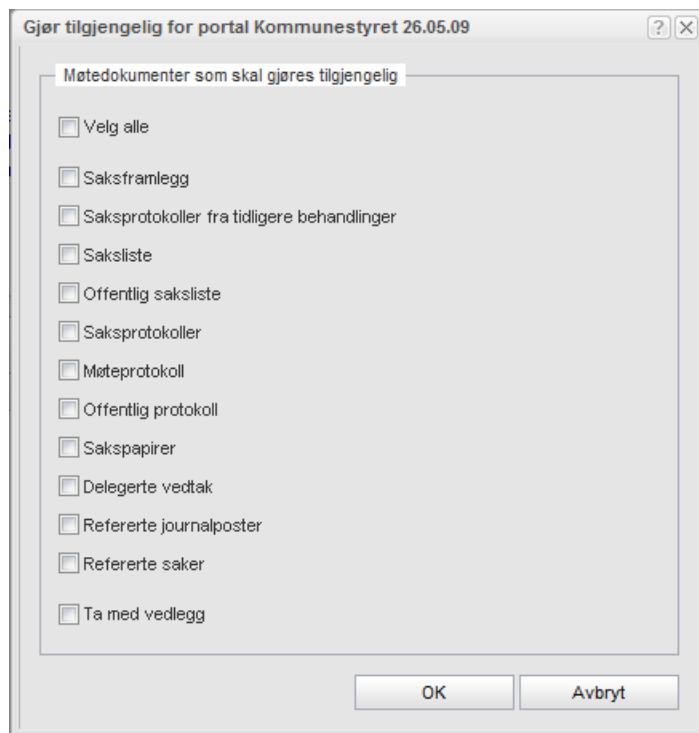 Gjør tilgjengelig for portal Kommunestyret 26.05.09
Møtedokumenter som skal gjøres tilgjengelig
Velg alle
Saksframlegg
Saksprotokoller fra tidligere behandlinger
Saksliste
Offentlig saksliste
Saksprotokoller
Møteprotokoll
Offentlig protokoll
Sakspapirer
Delegerte vedtak
Refererte journalposter
Refererte saker
Ta med vedlegg
OK
Avbryt